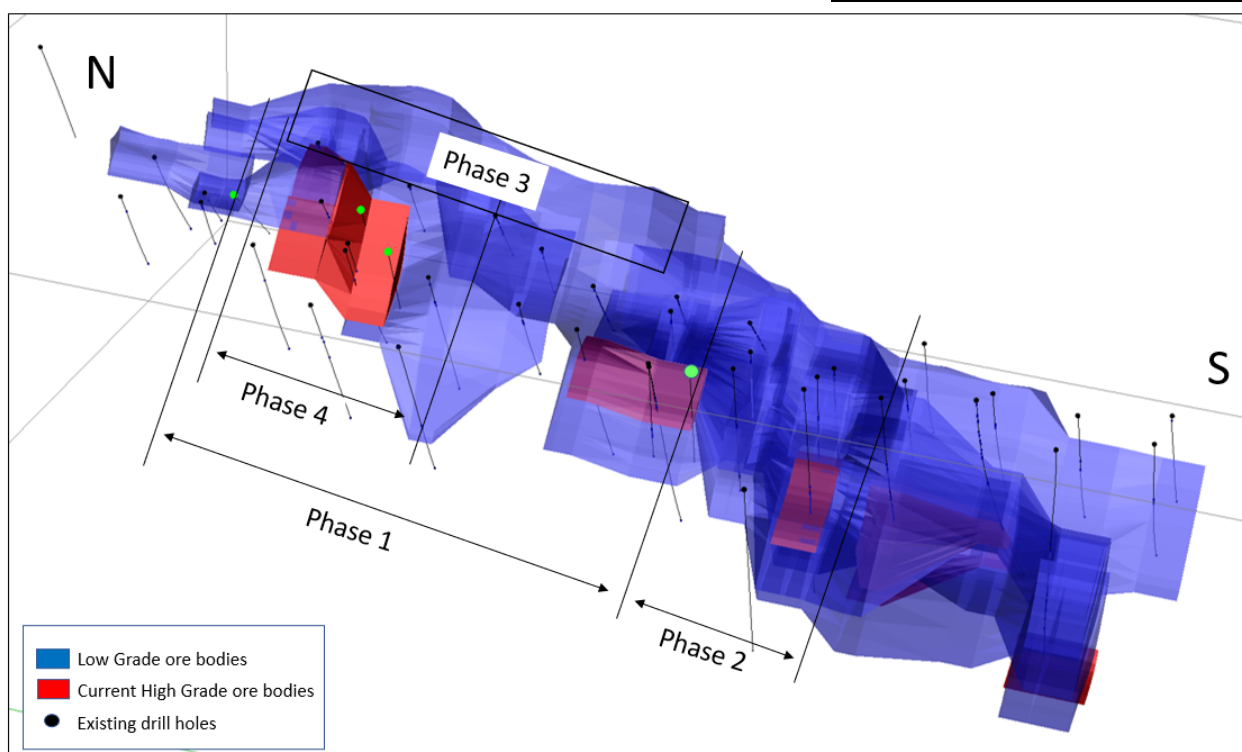 N
Phase 3
S
Phase 4
Phase 1
Phase 2
Low Grade ore bodies
Current High Grade ore bodies
Existing drill holes